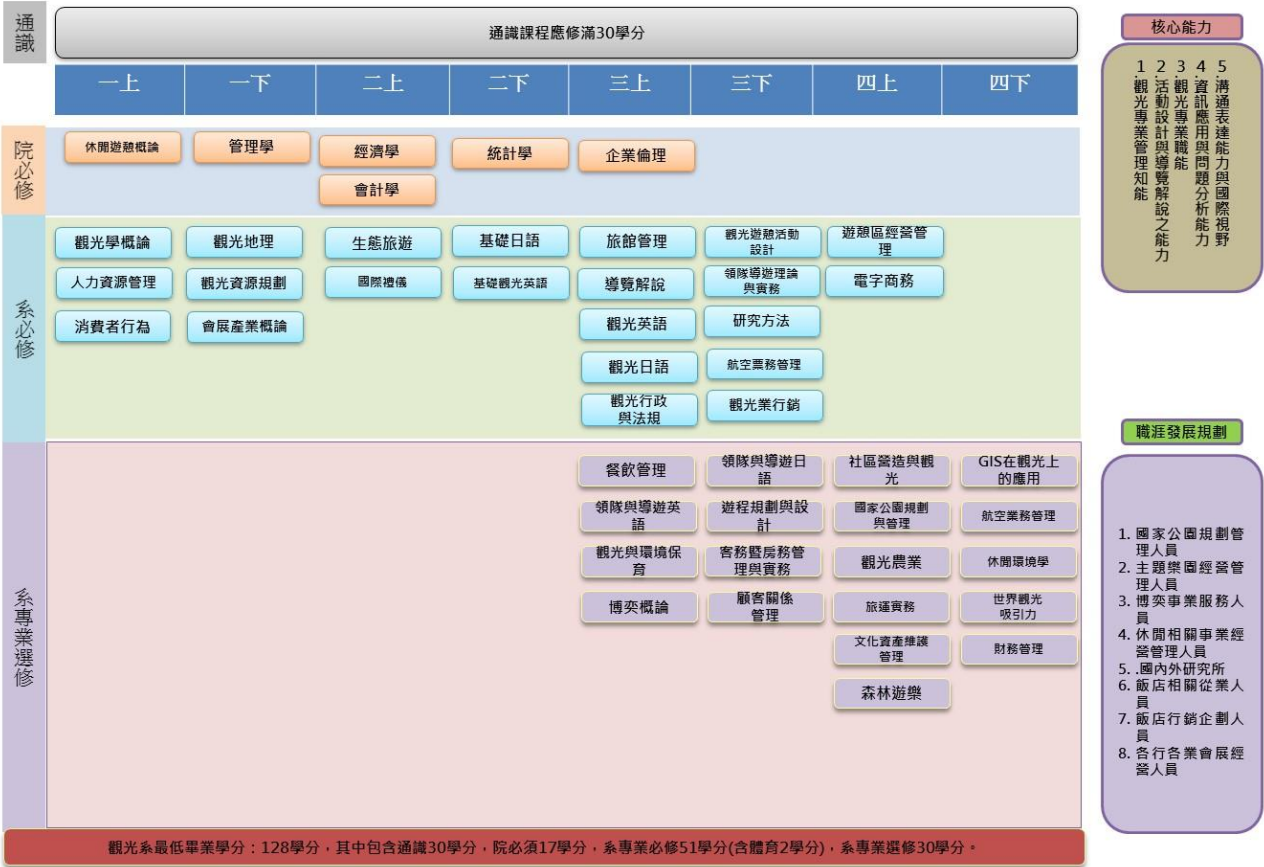 通識
通識課程應修滿30學分
一上
一下
二上
二下
三上
三下
四上
四下
院必修
休閒遊憩概論
管理學
經濟學
統計學
企業倫理
會計學
系必修
觀光學概論
觀光地理
生態旅遊
基礎日語
旅館管理
觀光遊憩活動
設計
遊憩區經營管
理
人力資源管理
觀光資源規劃
國際禮儀
基礎觀光英語
導覽解說
領隊導遊理論
與實務
電子商務
消費者行為
會展產業概論
觀光英語
研究方法
觀光日語
航空票務管理
觀光行政
與法規
觀光業行銷
系專業選修
餐飲管理
領隊與導遊日
語
社區營造與觀
光
GIS在觀光上
的應用
領隊與導遊英
語
遊程規劃與設
計
國家公園規劃
與管理
航空業務管理
觀光與環境保
育
客務暨房務管
理與實務
觀光農業
休閒環境學
博奕概論
顧客關係
管理
旅運實務
世界觀光
吸引力
文化資產維護
管理
財務管理
森林遊樂
觀光系最低畢業學分：128學分，其中包含通識30學分，院必須17學分，系專業必修51學分(含體育2學分)，系專業選修30學分。
核心能力
1.觀光專業管理知能
2.活動設計與導覽解說之能力
3.觀光專業職能
4.資訊應用與問題分析能力
5.溝通表達能力與國際視野
職涯發展規劃
1. 國家公園規劃管
理人員
2. 主題樂園經營管
理人員
3. 博奕事業服務人
員
4. 休閒相關事業經
營管理人員
5. .國內外研究所
6. 飯店相關從業人
員
7. 飯店行銷企劃人
員
8. 各行各業會展經
營人員